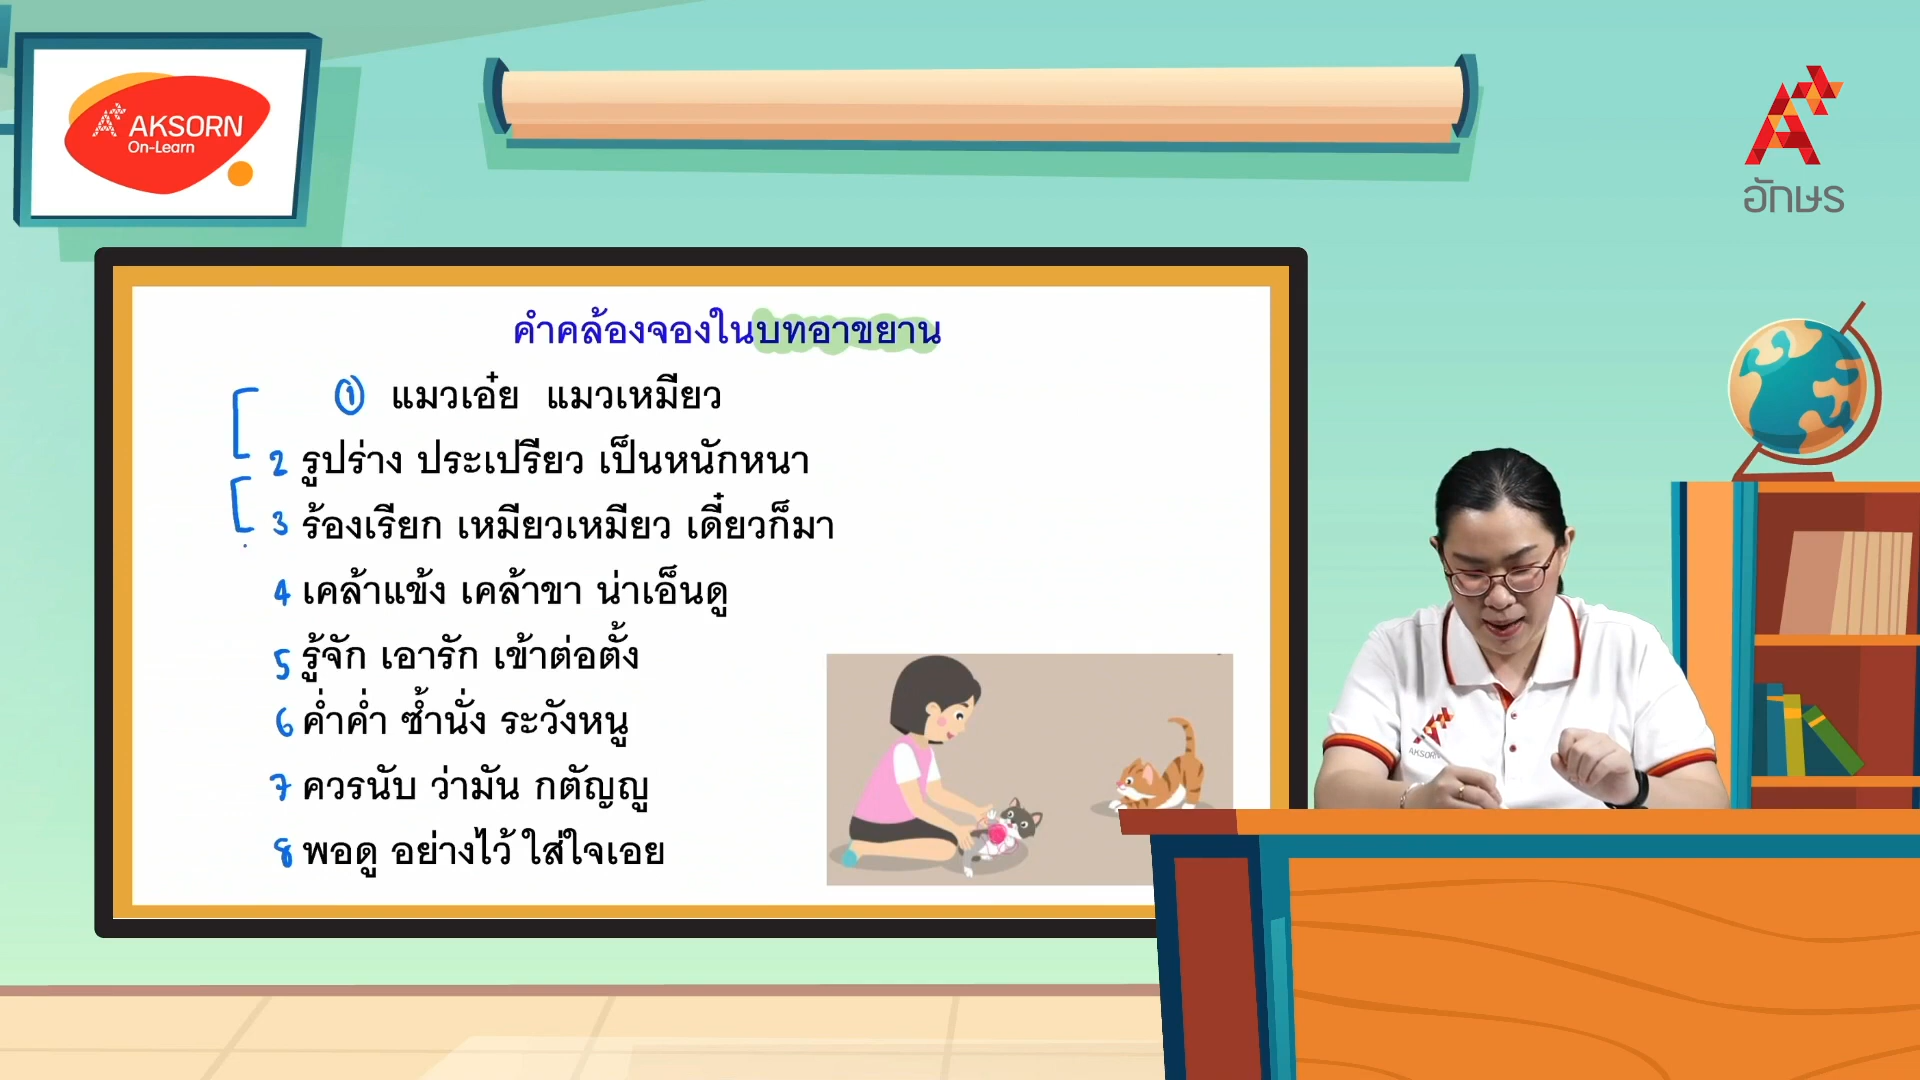 AKSORN
On-Learn
อักษร
คำคล้องจองในบทอาขยาน
1 แมวเอ๋ย แมวเหมียว
2 รูปร่าง ประเปรียว เป็นหนักหนา
3 ร้องเรียก เหมียวเหมียว เดี๋ยวก็มา
4 เคล้าแข้ง เคล้าขา น่าเอ็นดู
5 รู้จัก เอารัก เข้าต่อตั้ง
6 ค่ำค่ำ ซ้ำนั่ง ระวังหนู
7 ควรนับ ว่ามัน กตัญญู
8 พอดู อย่างไว้ ใส่ใจเอย
AKSORN